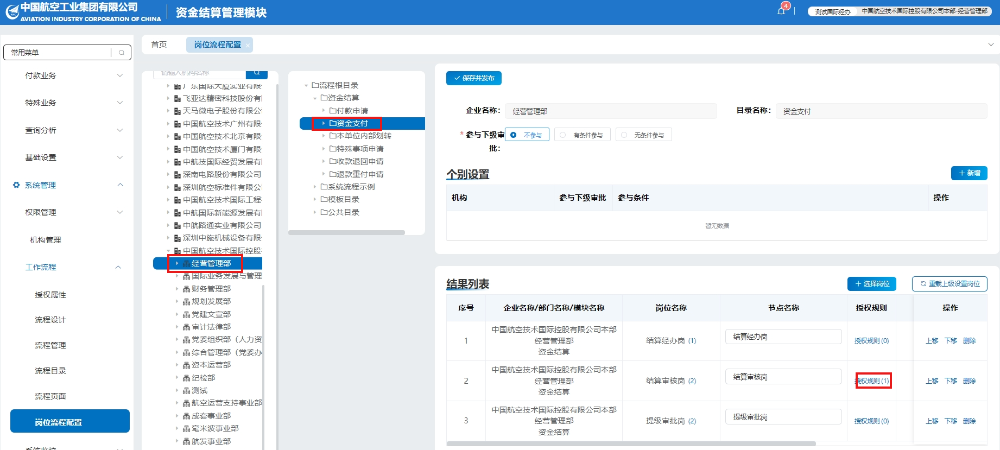 中国航空工业集团有限公司
AVIATION INDUSTRY CORPORATION OF CHINA
资金结算管理模块
4
测试国际经办
中国航空技术国际控股有限公司本部-经营管理部
常用菜单
付款业务
特殊业务
查询分析
基础设置
系统管理
权限管理
机构管理
工作流程
授权属性
流程设计
流程管理
流程目录
流程页面
岗位流程配置
系统监控
首页
岗位流程配置
请输入机构名称
广东国际大厦实业有限
飞亚达精密科技股份有
天马微电子股份有限公
中国航空技术广州有限
中国航空技术北京有限
中国航空技术厦门有限
中航技国际经贸发展有
深南电路股份有限公司
深圳航空标准件有限公
中国航空技术国际工程
中航国际新能源发展有
中航路通实业有限公司
深圳中施机械设备有限
中国航空技术国际控股
经营管理部
国际业务发展与管理
财务管理部
规划发展部
党建文宣部
审计法律部
党委组织部（人力资
综合管理部（党委办
资本运营部
纪检部
测试
航空运营支持事业部
成套事业部
毫米波事业部
航发事业部
流程根目录
资金结算
付款申请
资金支付
本单位内部划转
特殊事项申请
收款退回申请
退款重付申请
系统流程示例
模板目录
公共目录
保存并发布
企业名称： 经营管理部
目录名称： 资金支付
* 参与下级审批： 不参与 有条件参与 无条件参与
个别设置
新增
机构 参与下级审批 参与条件 操作
暂无数据
结果列表
选择岗位 重载上级设置岗位
序号 企业名称/部门名称/模块名称 岗位名称 节点名称 授权规则 操作
中国航空技术国际控股有限公司本部
1 经营管理部 结算经办岗 (1) 结算经办岗 授权规则(0) 上移 下移 删除
资金结算
中国航空技术国际控股有限公司本部
2 经营管理部 结算审核岗 (2) 结算审核岗 授权规则(1) 上移 下移 删除
资金结算
中国航空技术国际控股有限公司本部
3 经营管理部 提级审批岗 (2) 提级审批岗 授权规则(0) 上移 下移 删除
资金结算